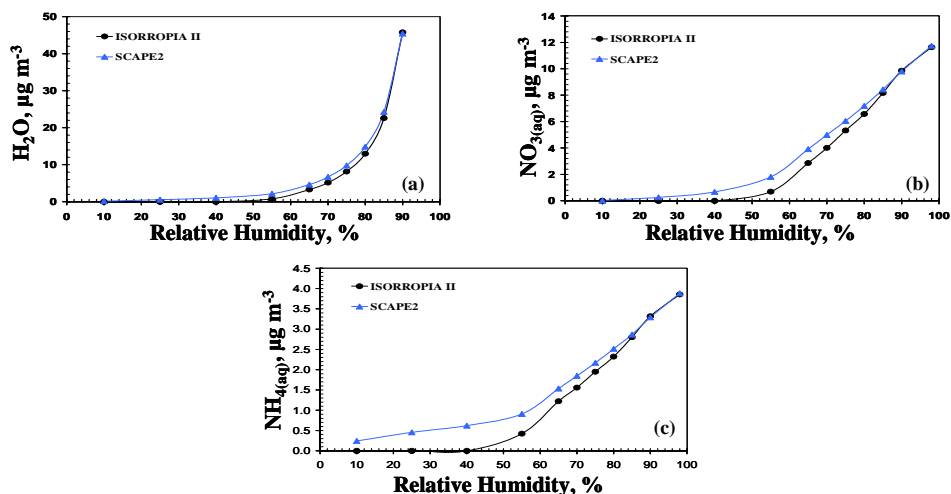 50
40
30
20
10
0
H₂O, μg m⁻³
ISORROPIA II
SCAPE2
(a)
0 10 20 30 40 50 60 70 80 90 100
Relative Humidity, %
14
12
10
8
6
4
2
0
NO₃₍ₐq₎, μg m⁻³
ISORROPIA II
SCAPE2
(b)
0 10 20 30 40 50 60 70 80 90 100
Relative Humidity, %
4.5
4.0
3.5
3.0
2.5
2.0
1.5
1.0
0.5
0.0
NH₄₍ₐq₎, μg m⁻³
ISORROPIA II
SCAPE2
(c)
0 10 20 30 40 50 60 70 80 90 100
Relative Humidity, %